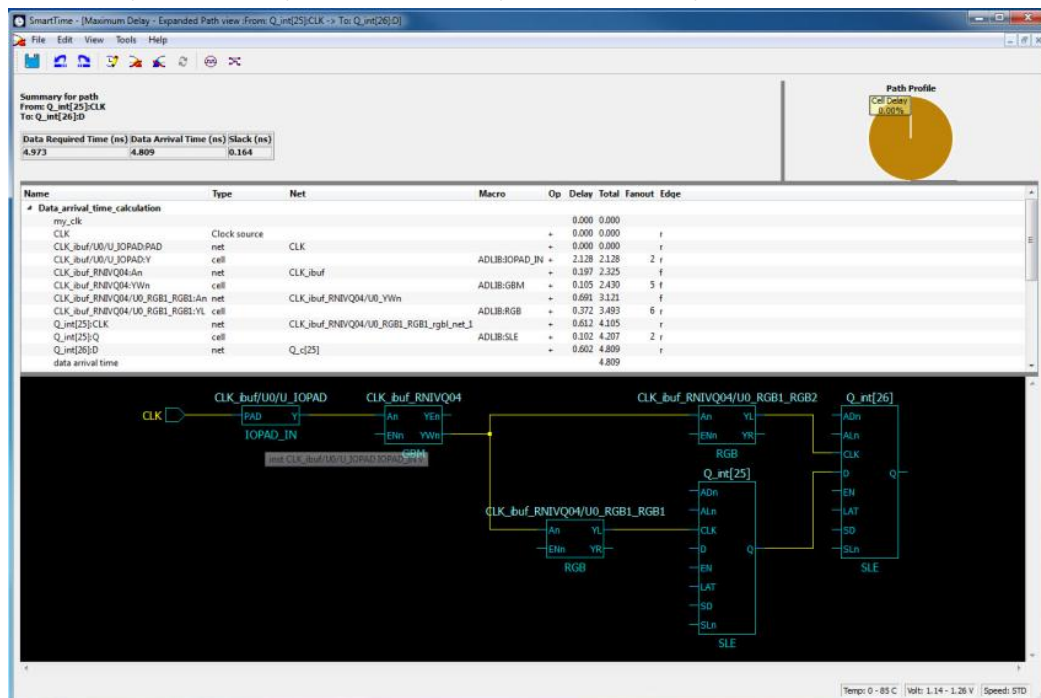 SmartTime - [Maximum Delay - Expanded Path view :From: Q_int[25]:CLK -> To: Q_int[26]:D]
File Edit View Tools Help
Summary for path
From: Q_int[25]:CLK
To: Q_int[26]:D
Data Required Time (ns) Data Arrival Time (ns) Slack (ns)
4.973 4.809 0.164
Path Profile
Cell Delay
0.00%
Name Type Net Macro Op Delay Total Fanout Edge
Data_arrival_time_calculation
my_clk 0.000 0.000
CLK Clock source + 0.000 0.000 r
CLK_ibuf/U0/U_IOPAD:PAD net CLK + 0.000 0.000 r
CLK_ibuf/U0/U_IOPAD:Y cell ADLIB:IOPAD_IN + 2.128 2.128 2 r
CLK_ibuf_RNIVQ04:An net CLK_ibuf + 0.197 2.325 f
CLK_ibuf_RNIVQ04:YWn cell ADLIB:GBM + 0.105 2.430 5 f
CLK_ibuf_RNIVQ04/U0_RGB1_RGB1:An net CLK_ibuf_RNIVQ04/U0_YWn + 0.691 3.121 f
CLK_ibuf_RNIVQ04/U0_RGB1_RGB1:YL cell ADLIB:RGB + 0.372 3.493 6 r
Q_int[25]:CLK net CLK_ibuf_RNIVQ04/U0_RGB1_RGB1_rgbl_net_1 + 0.612 4.105 r
Q_int[25]:Q cell ADLIB:SLE + 0.102 4.207 2 r
Q_int[26]:D net Q_c[25] + 0.602 4.809 r
data arrival time 4.809
CLK_ibuf/U0/U_IOPAD CLK_ibuf_RNIVQ04 CLK_ibuf_RNIVQ04/U0_RGB1_RGB2 Q_int[26]
CLK PAD Y An YEn An YL ADn
IOPAD_IN ENn YWn ENn YR ALn
GBM RGB CLK
Q_int[25] D Q
ADn EN
CLK_ibuf_RNIVQ04/U0_RGB1_RGB1 ALn LAT
An YL CLK SD
ENn YR D Q SLn
RGB EN SLE
LAT
SD
SLn
SLE
Temp: 0 - 85 C Volt: 1.14 - 1.26 V Speed: STD